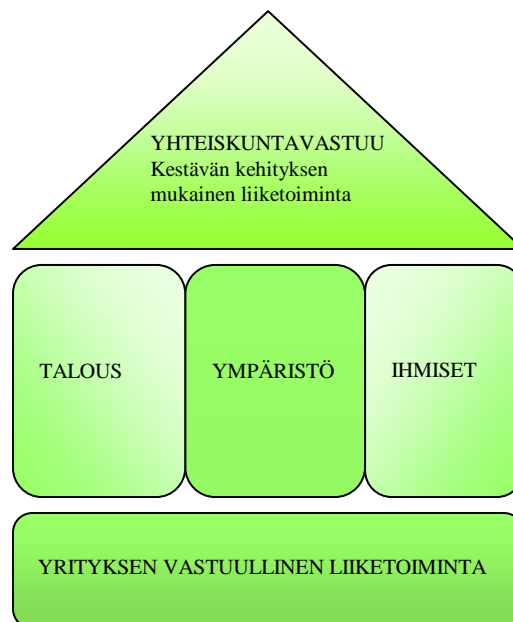 YHTEISKUNTAVASTUU
Kestävän kehityksen
mukainen liiketoiminta
TALOUS
YMPÄRISTÖ
IHMISET
YRITYKSEN VASTUULLINEN LIIKETOIMINTA